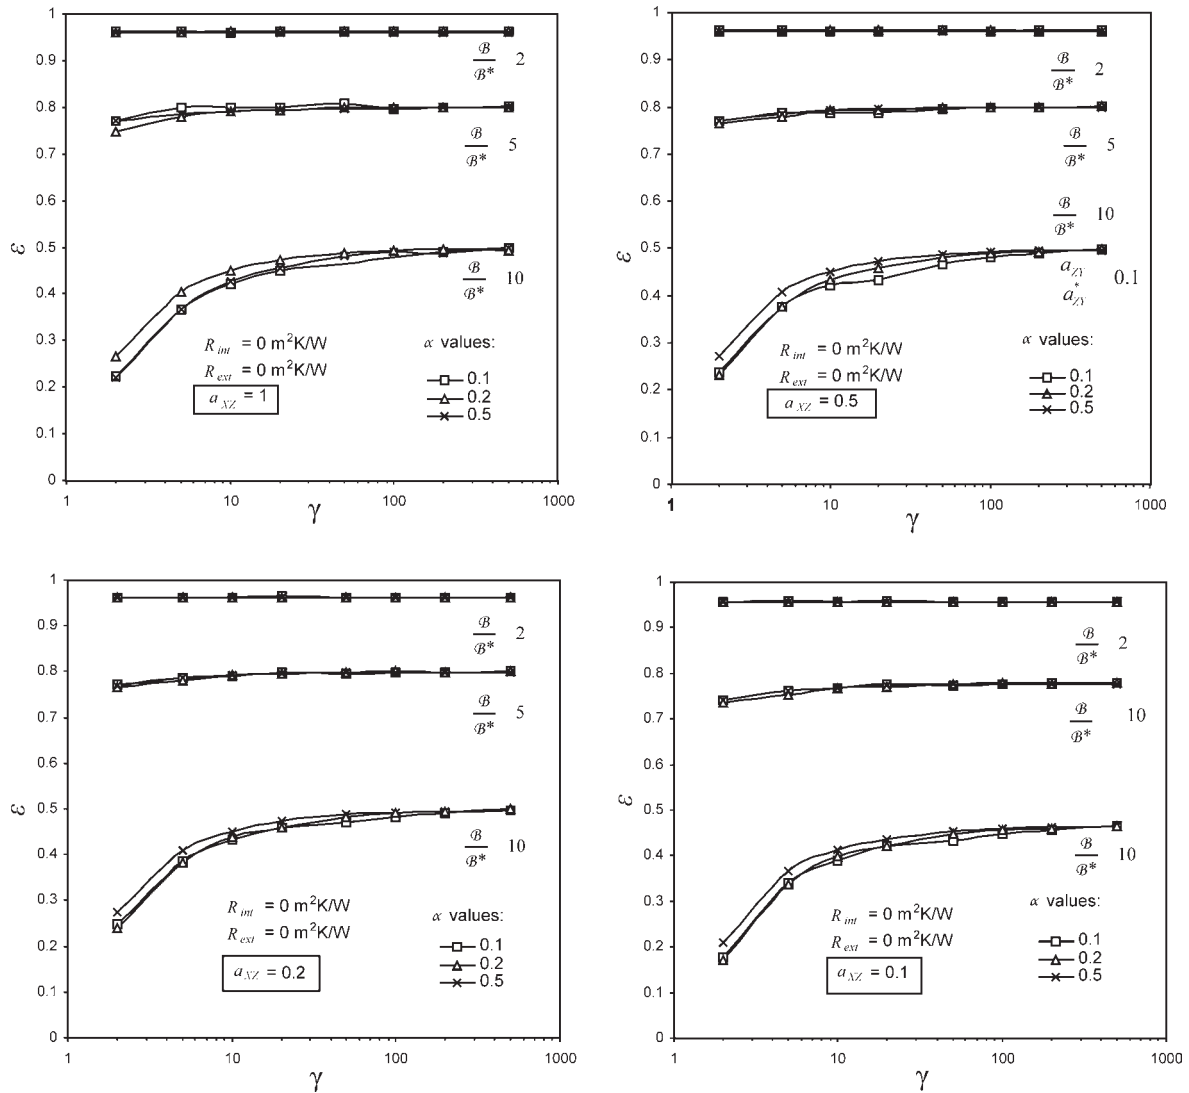 1
0.9
ℬ
ℬ* 2
0.8
ℬ
ℬ* 5
0.7
0.6
ε
0.5
ℬ
ℬ* 10
0.4
R_int = 0 m²K/W
R_ext = 0 m²K/W
a_XZ = 1
∝ values:
0.1
0.2
0.5
0.3
0.2
0.1
0
1 10 100 1000
γ
1
0.9
ℬ
ℬ* 2
0.8
ℬ
ℬ* 5
0.7
0.6
ε
0.5
ℬ
ℬ* 10
a_ZY
a*_ZY 0.1
0.4
R_int = 0 m²K/W
R_ext = 0 m²K/W
a_XZ = 0.5
∝ values:
0.1
0.2
0.5
0.3
0.2
0.1
0
1 10 100 1000
γ
1
0.9
ℬ
ℬ* 2
0.8
ℬ
ℬ* 5
0.7
0.6
ε
0.5
ℬ
ℬ* 10
0.4
R_int = 0 m²K/W
R_ext = 0 m²K/W
a_XZ = 0.2
∝ values:
0.1
0.2
0.5
0.3
0.2
0.1
0
1 10 100 1000
γ
1
0.9
ℬ
ℬ* 2
0.8
ℬ
ℬ* 10
0.7
0.6
ε
0.5
ℬ
ℬ* 10
0.4
R_int = 0 m²K/W
R_ext = 0 m²K/W
a_XZ = 0.1
∝ values:
0.1
0.2
0.5
0.3
0.2
0.1
0
1 10 100 1000
γ